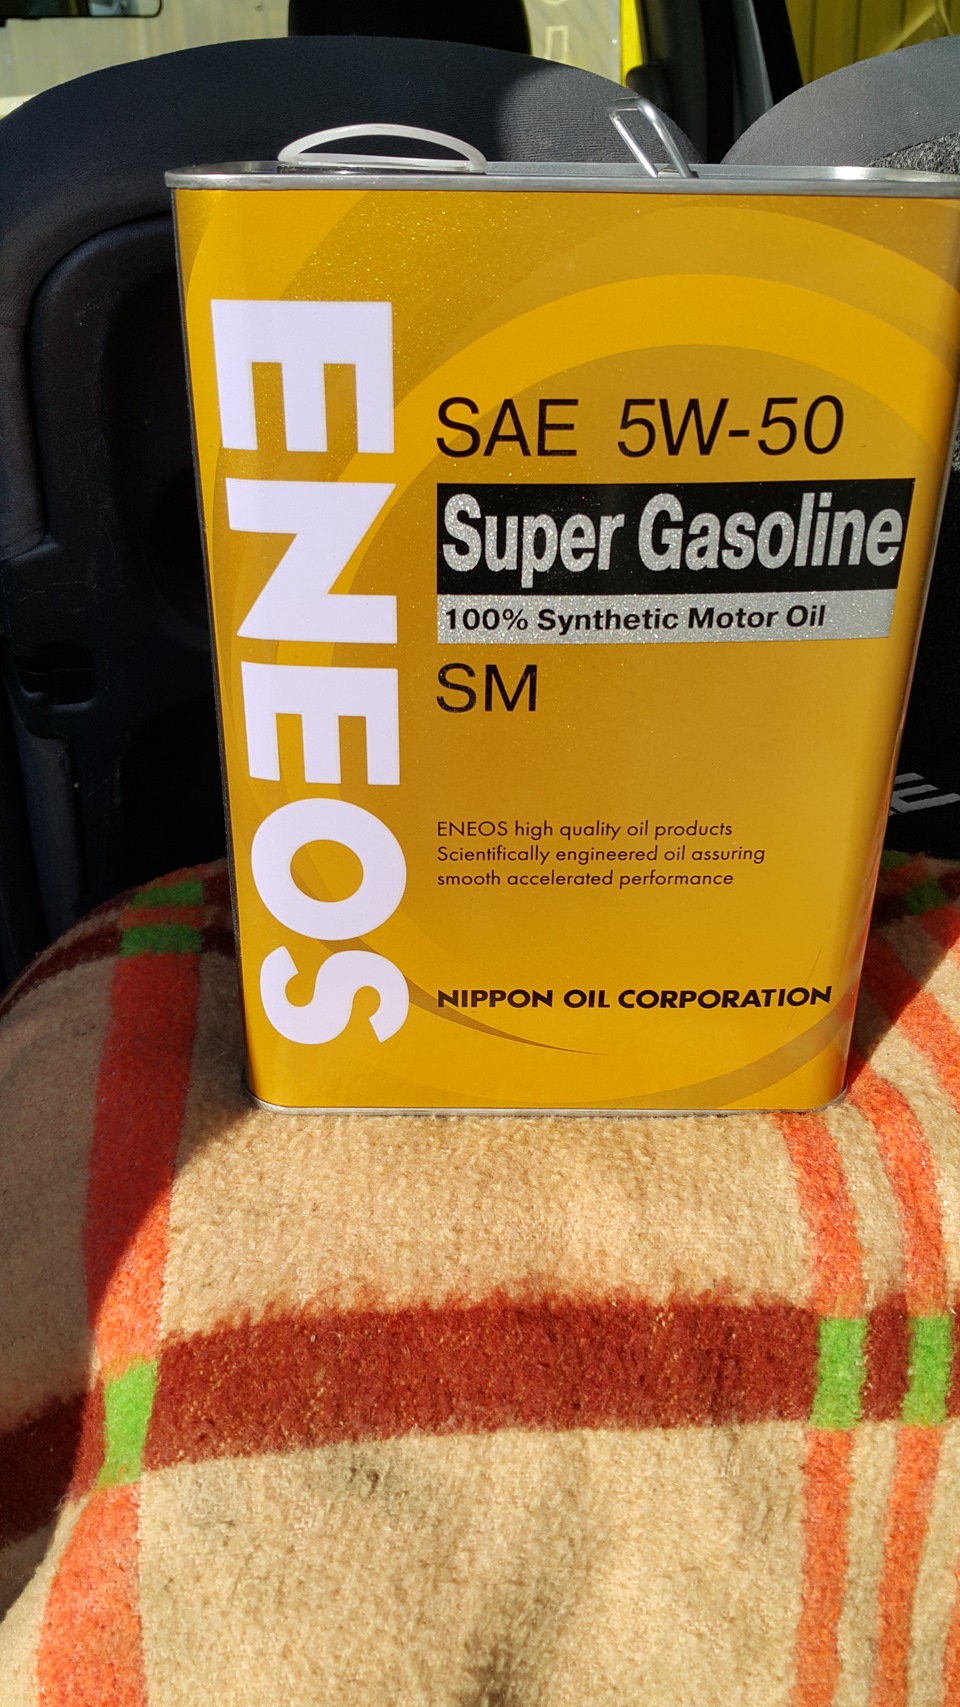 ENEOS
SAE 5W-50
Super Gasoline
100% Synthetic Motor Oil
SM
ENEOS high quality oil products
Scientifically engineered oil assuring
smooth accelerated performance
NIPPON OIL CORPORATION